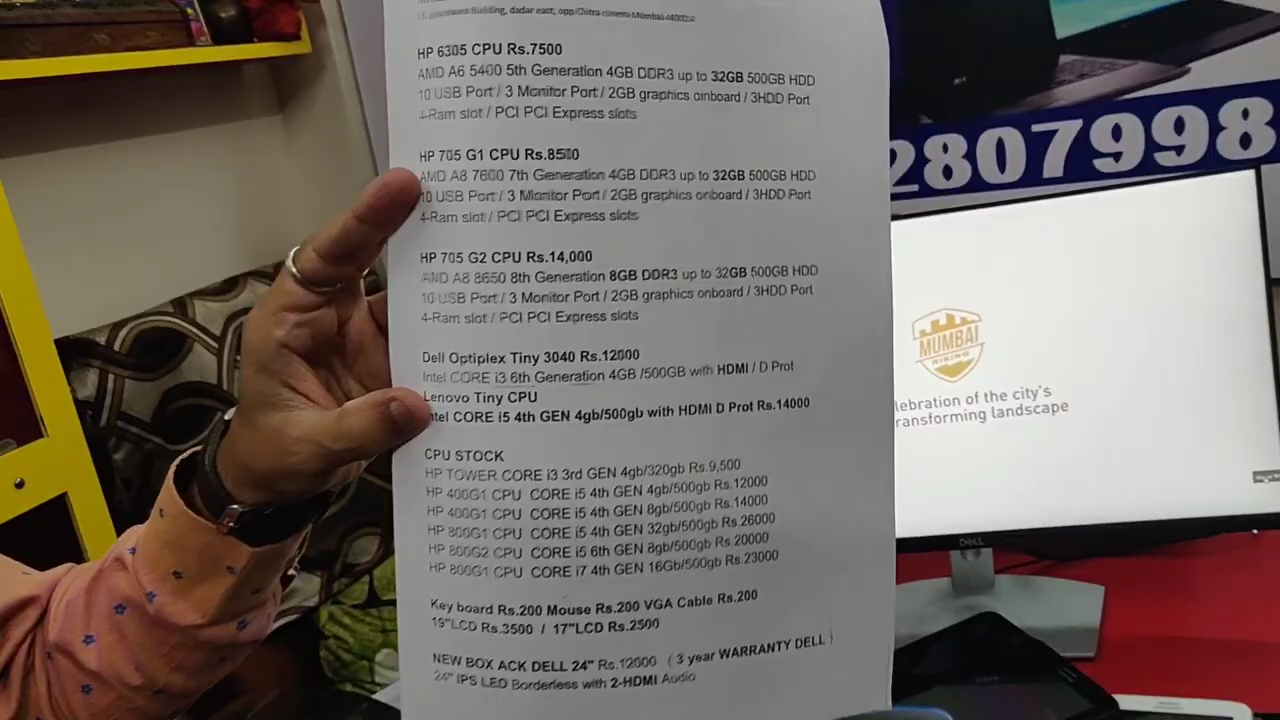 Building, dadar east, opp/Chitra cinema Mumbai
HP 6305 CPU Rs.7500
AMD A6 5400 5th Generation 4GB DDR3 up to 32GB 500GB HDD
10 USB Port / 3 Monitor Port / 2GB graphics onboard / 3HDD Port
4-Ram slot / PCI PCI Express slots
HP 705 G1 CPU Rs.8500
AMD A8 7600 7th Generation 4GB DDR3 up to 32GB 500GB HDD
10 USB Port / 3 Monitor Port / 2GB graphics onboard / 3HDD Port
4-Ram slot / PCI PCI Express slots
HP 705 G2 CPU Rs.14,000
AMD A8 8650 8th Generation 8GB DDR3 up to 32GB 500GB HDD
10 USB Port / 3 Monitor Port / 2GB graphics onboard / 3HDD Port
4-Ram slot / PCI PCI Express slots
Dell Optiplex Tiny 3040 Rs.12000
Intel CORE i3 6th Generation 4GB /500GB with HDMI / D Prot
Lenovo Tiny CPU
Intel CORE i5 4th GEN 4gb/500gb with HDMI D Prot Rs.14000
CPU STOCK
HP TOWER CORE i3 3rd GEN 4gb/320gb Rs.9,500
HP 400G1 CPU CORE i5 4th GEN 4gb/500gb Rs.12000
HP 400G1 CPU CORE i5 4th GEN 8gb/500gb Rs.14000
HP 800G1 CPU CORE i5 4th GEN 32gb/500gb Rs.26000
HP 800G2 CPU CORE i5 6th GEN 8gb/500gb Rs.20000
HP 800G1 CPU CORE i7 4th GEN 16Gb/500gb Rs.23000
Key board Rs.200 Mouse Rs.200 VGA Cable Rs.200
19"LCD Rs.3500 / 17"LCD Rs.2500
NEW BOX ACK DELL 24" Rs.12000 ( 3 year WARRANTY DELL )
24" IPS LED Borderless with 2-HDMI Audio
2807998
MUMBAI
RISING
lebration of the city's
ransforming landscape
DELL